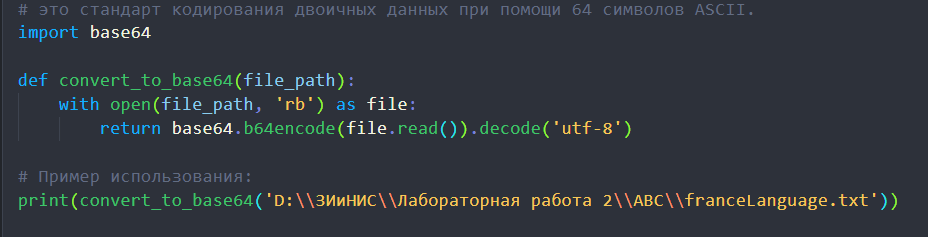 # это стандарт кодирования двоичных данных при помощи 64 символов ASCII.
import base64
def convert_to_base64(file_path):
with open(file_path, 'rb') as file:
return base64.b64encode(file.read()).decode('utf-8')
# Пример использования:
print(convert_to_base64('D:\\ЗИиНИС\\Лабораторная работа 2\\ABC\\franceLanguage.txt'))